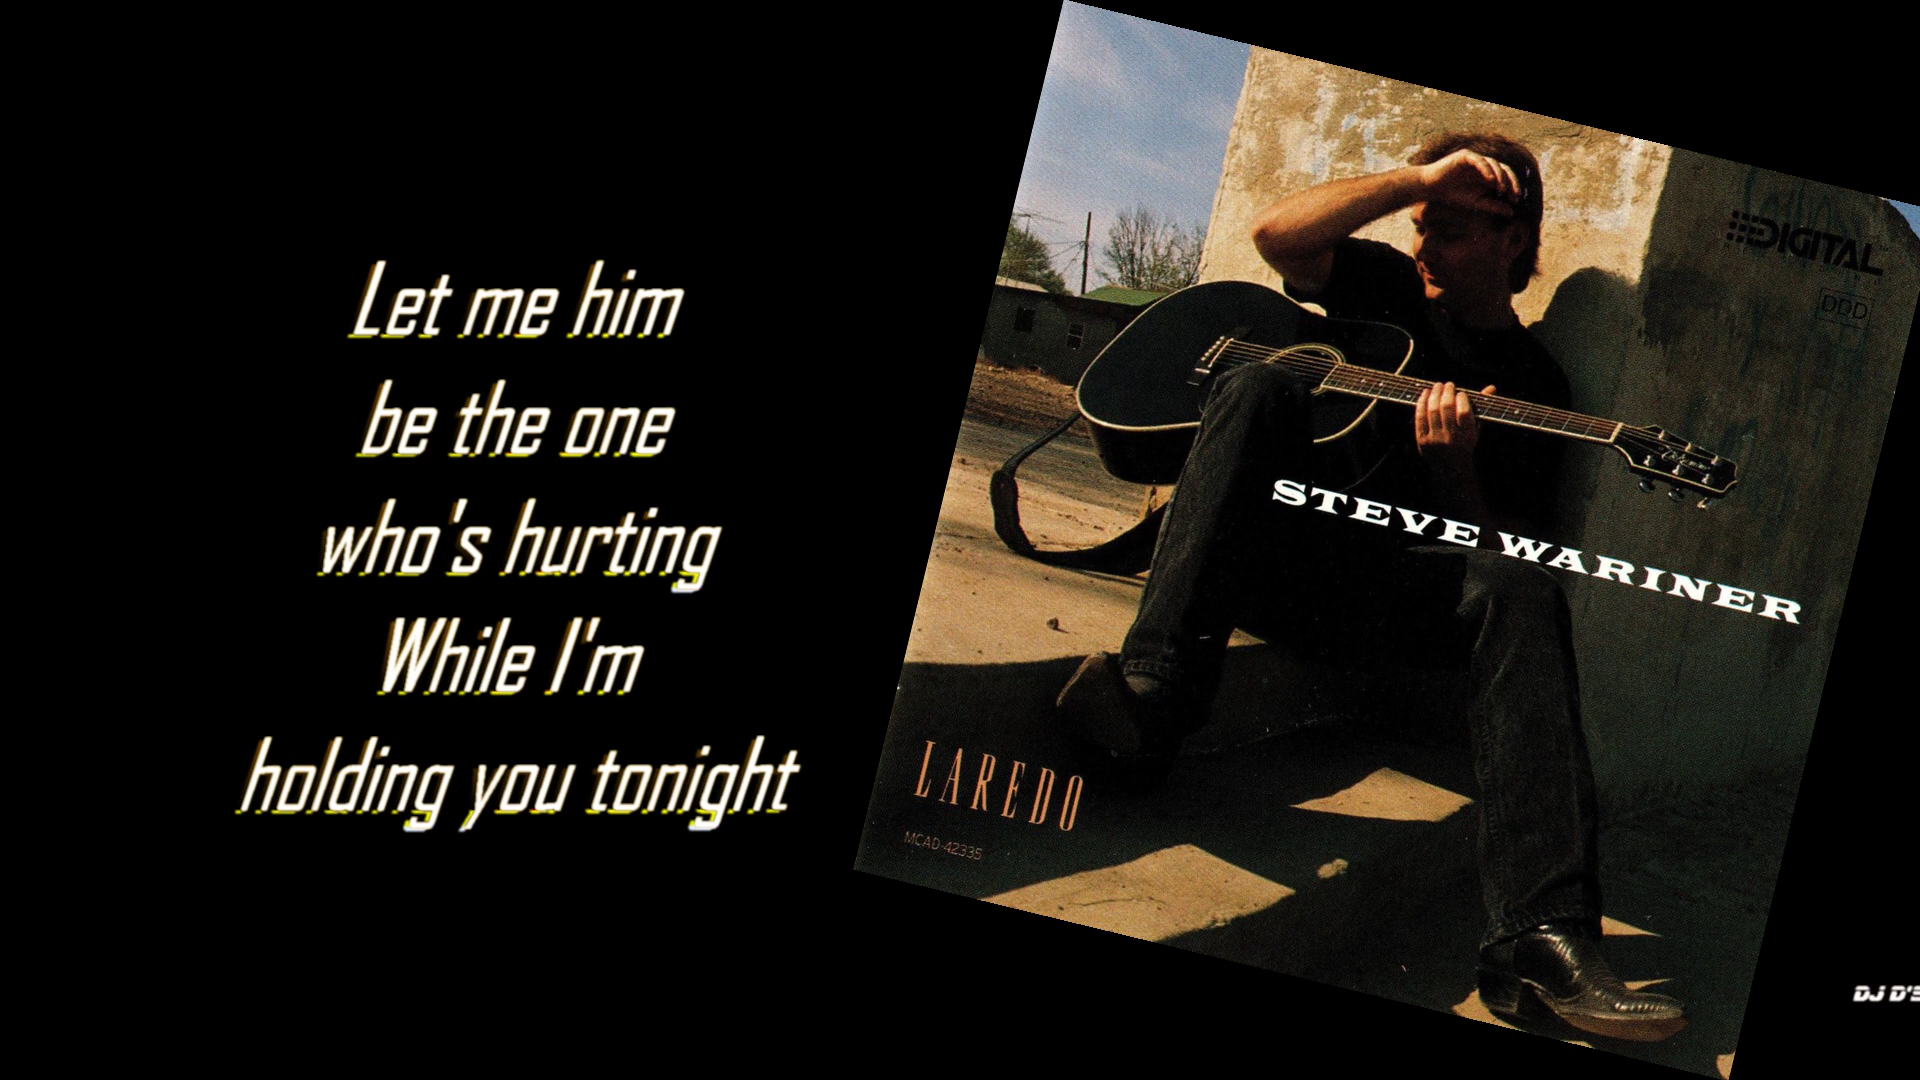 Let me him
be the one
who's hurting
While I'm
holding you tonight
DIGITAL
DDD
STEVE WARINER
LAREDO
MCAD-42335
DJ D'S